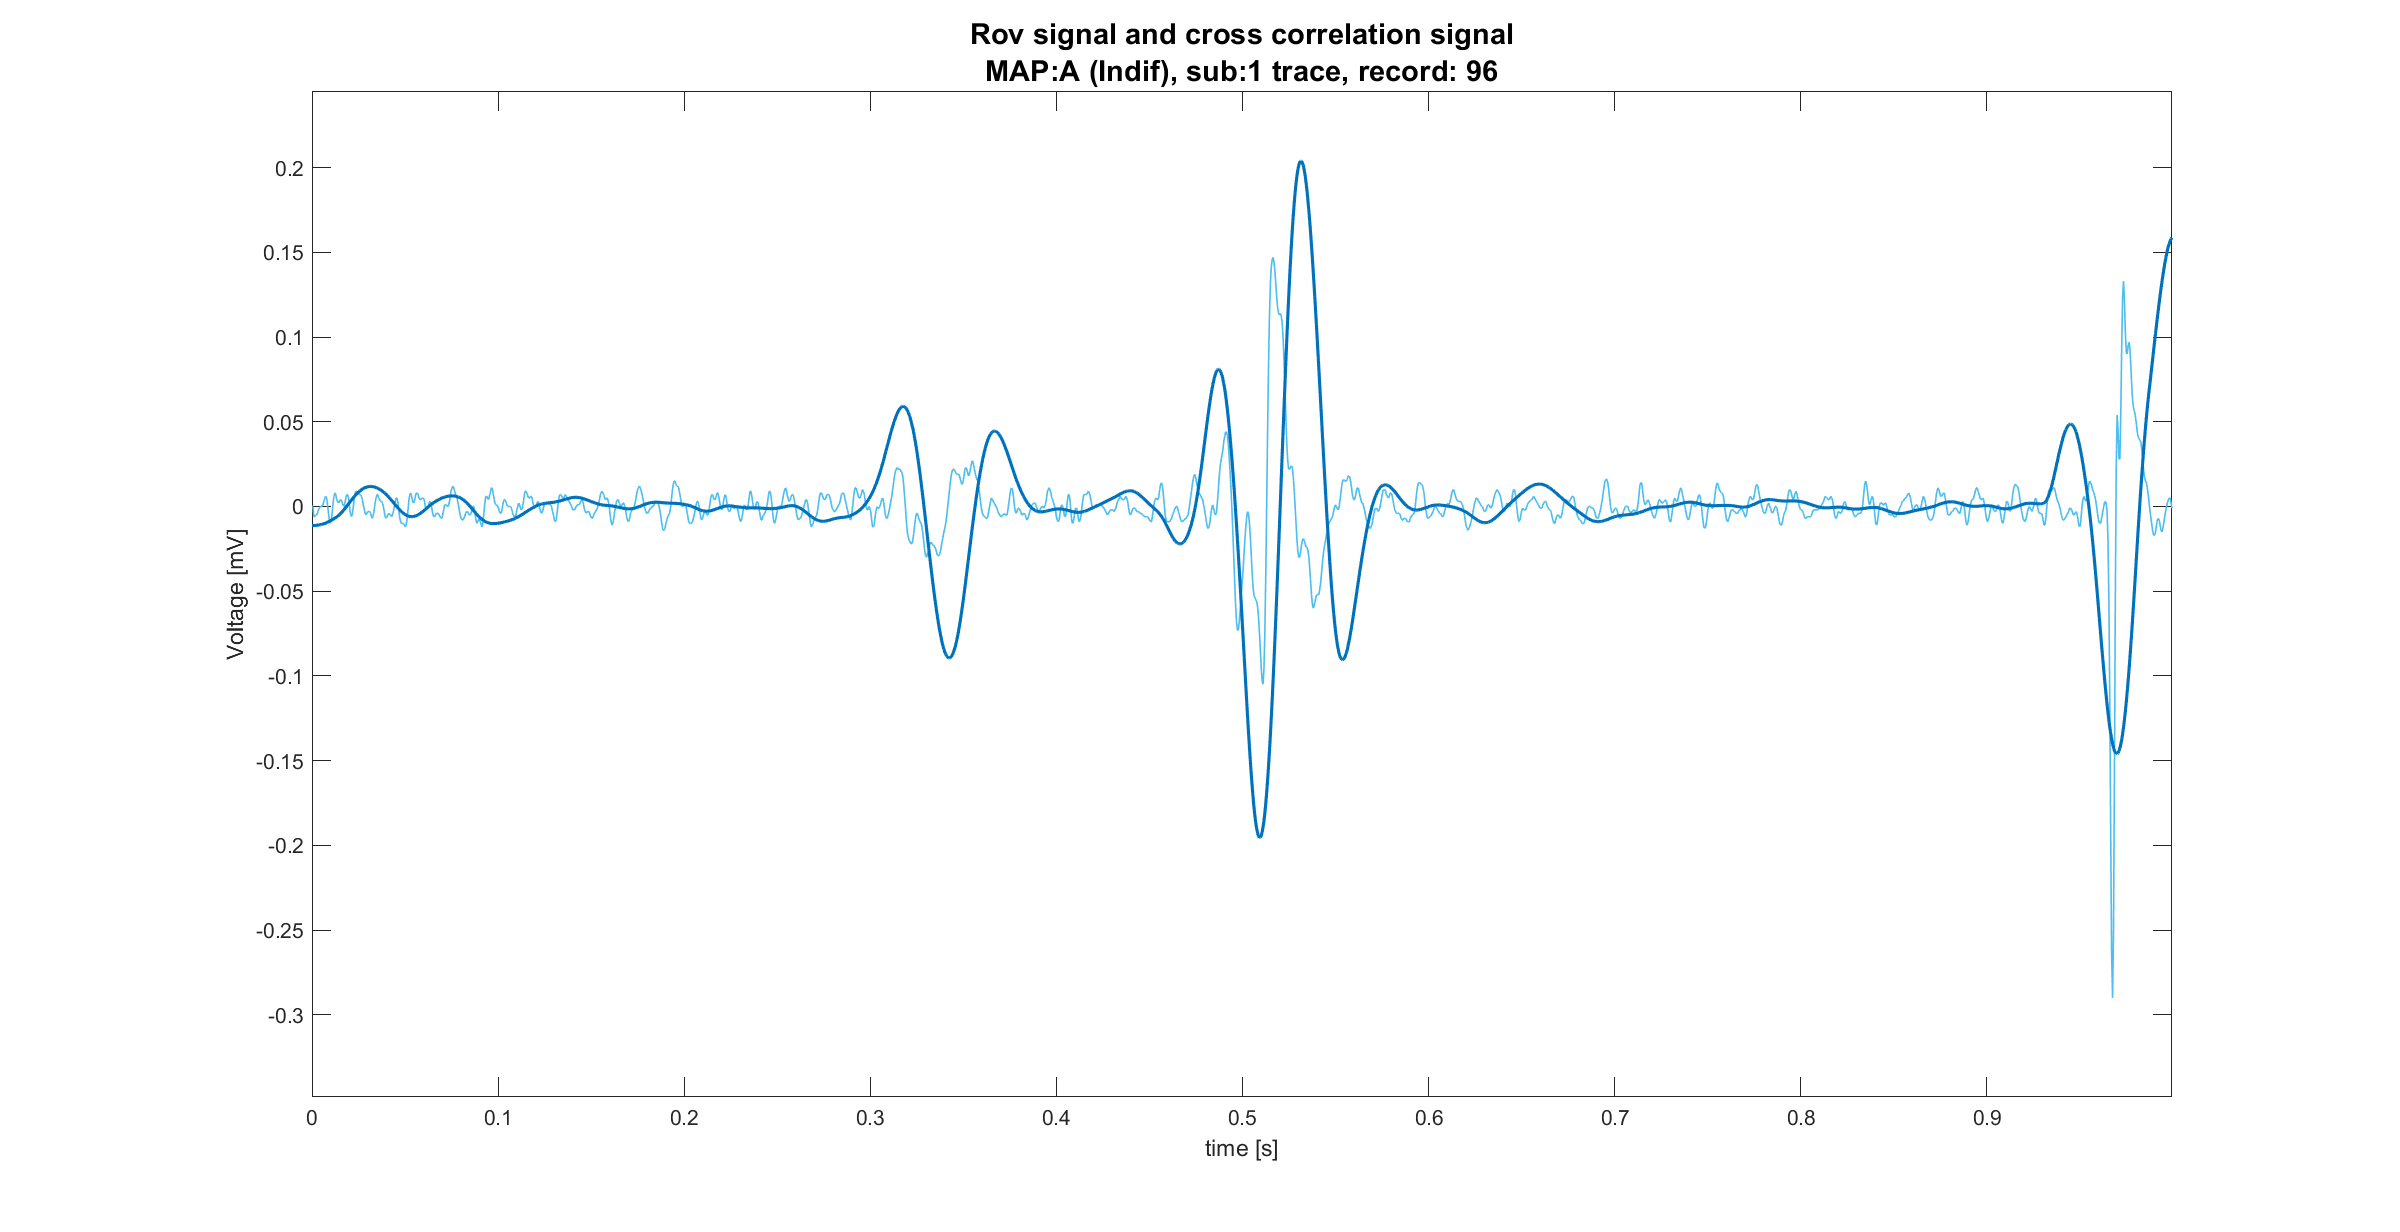 Rov signal and cross correlation signal
MAP:A (Indif), sub:1 trace, record: 96
Voltage [mV]
0.2
0.15
0.1
0.05
0
-0.05
-0.1
-0.15
-0.2
-0.25
-0.3
0 0.1 0.2 0.3 0.4 0.5 0.6 0.7 0.8 0.9
time [s]